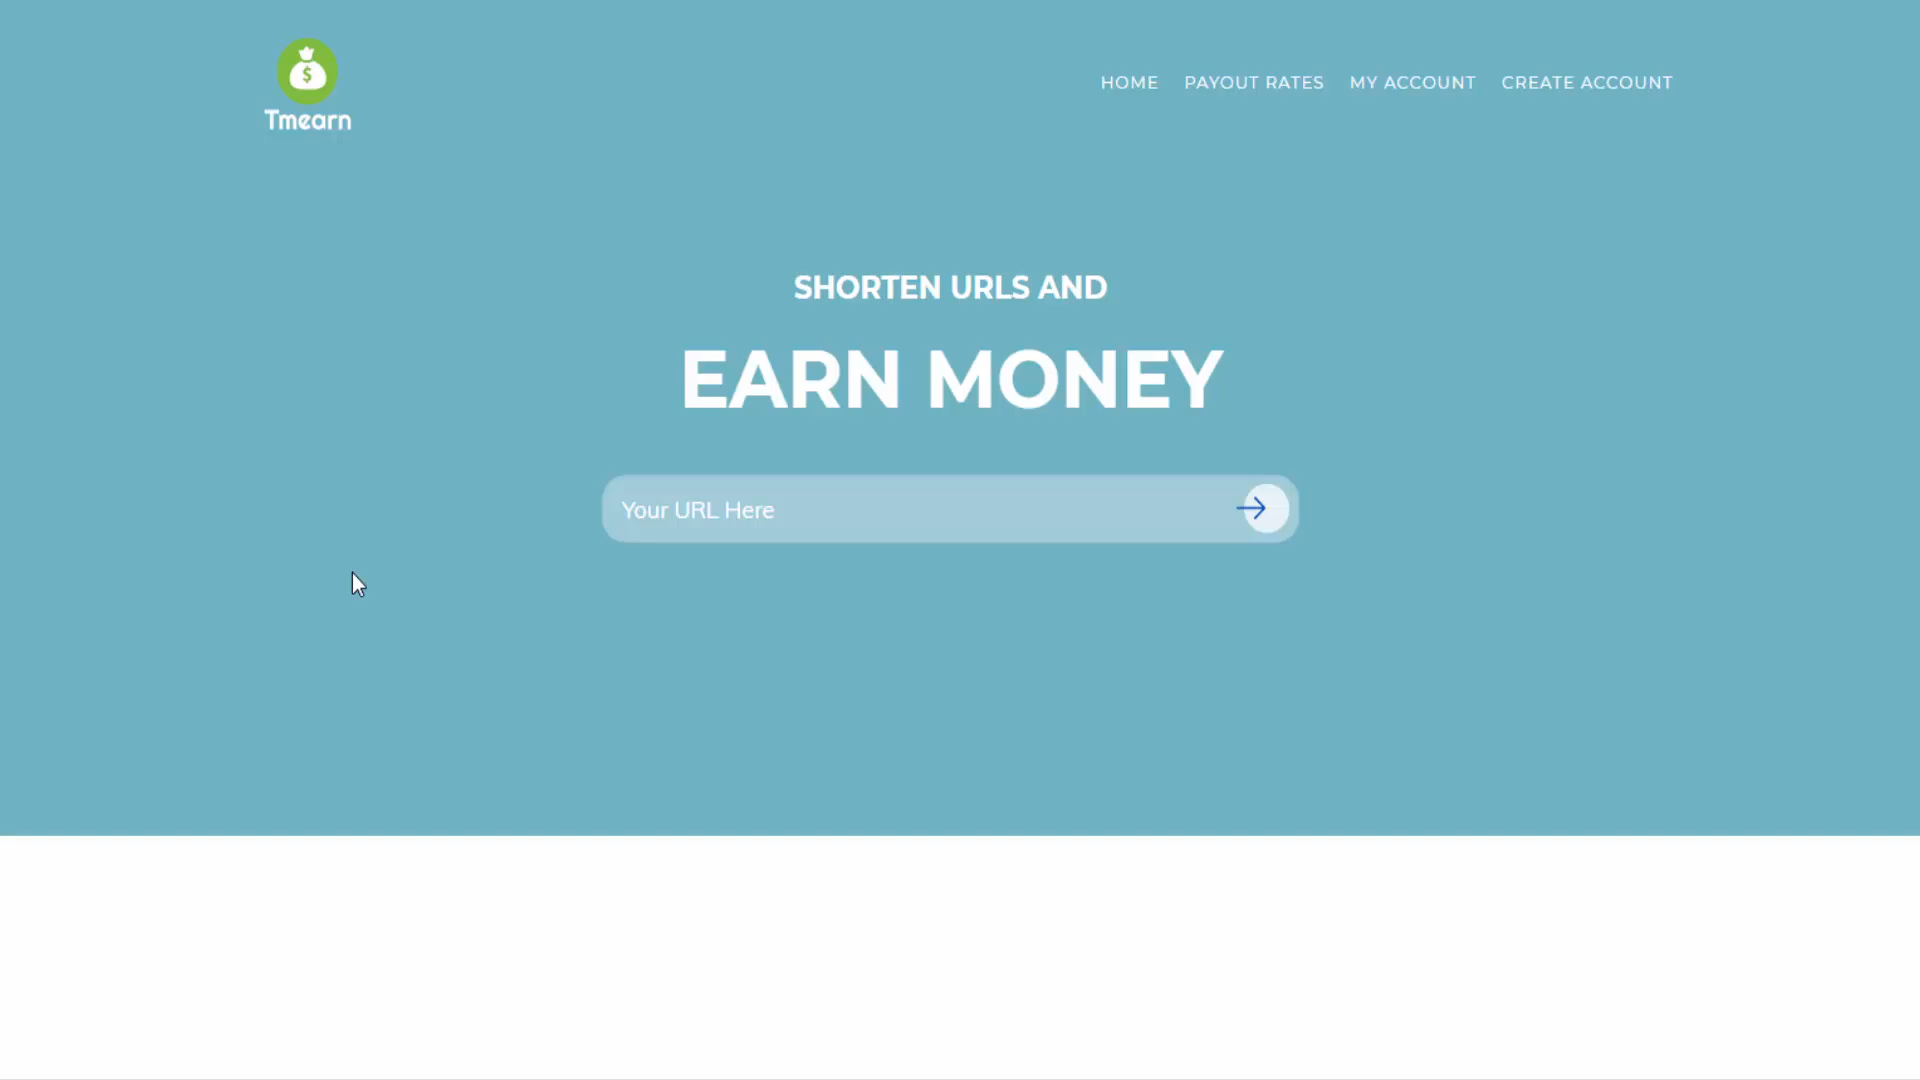 $
Tmearn
HOME PAYOUT RATES MY ACCOUNT CREATE ACCOUNT
SHORTEN URLS AND
EARN MONEY
Your URL Here